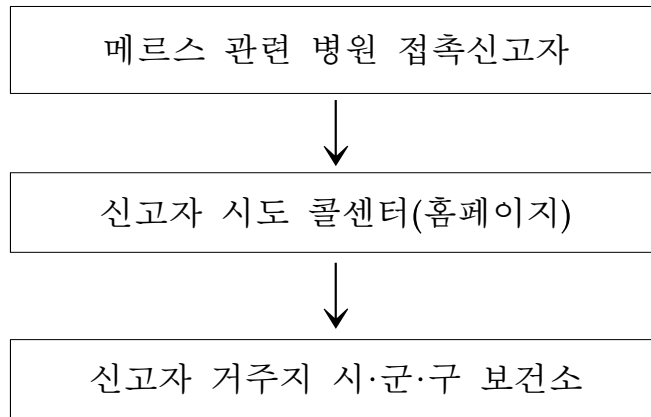 메르스 관련 병원 접촉신고자
신고자 시도 콜센터(홈페이지)
신고자 거주지 시·군·구 보건소